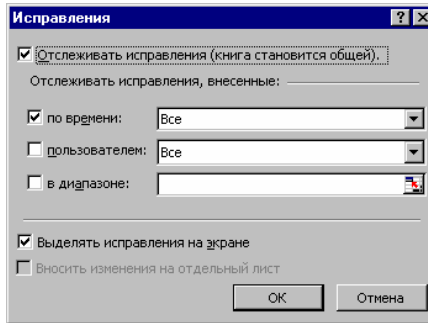 Исправления
Отслеживать исправления (книга становится общей).
Отслеживать исправления, внесенные:
по времени: Все
пользователем: Все
в диапазоне:
Выделять исправления на экране
Вносить изменения на отдельный лист
ОК Отмена